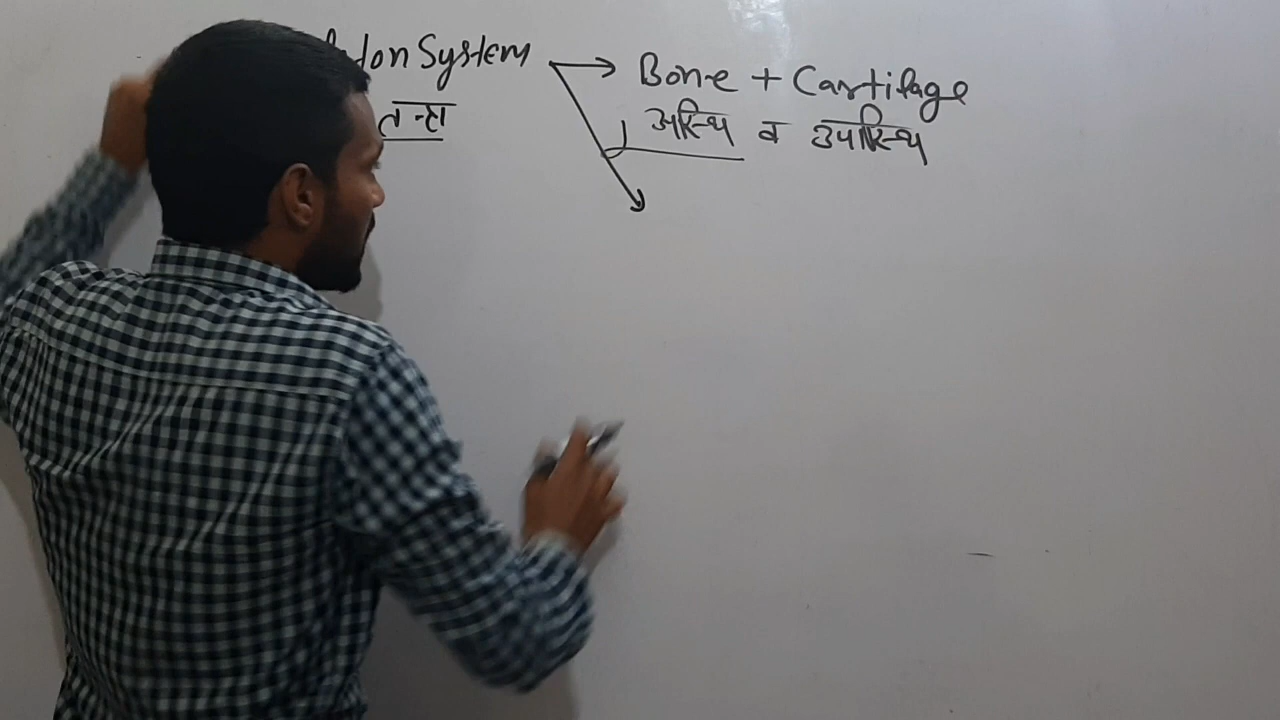 System → Bone + Cartilage
अस्थि व उपास्थि